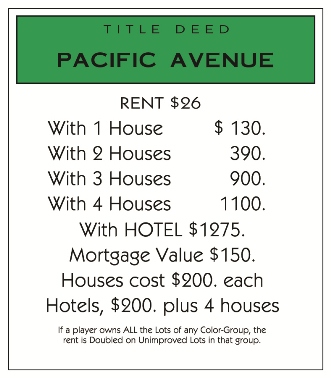 TITLE DEED
PACIFIC AVENUE
RENT $26
With 1 House $ 130.
With 2 Houses 390.
With 3 Houses 900.
With 4 Houses 1100.
With HOTEL $1275.
Mortgage Value $150.
Houses cost $200. each
Hotels, $200. plus 4 houses
If a player owns ALL the Lots of any Color-Group, the
rent is Doubled on Unimproved Lots in that group.